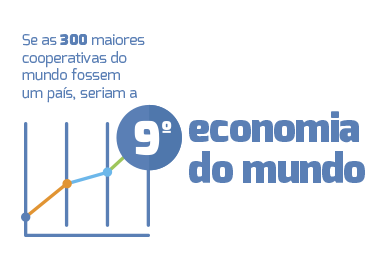 Se as 300 maiores
cooperativas do
mundo fossem
um país, seriam a
9º economia
do mundo